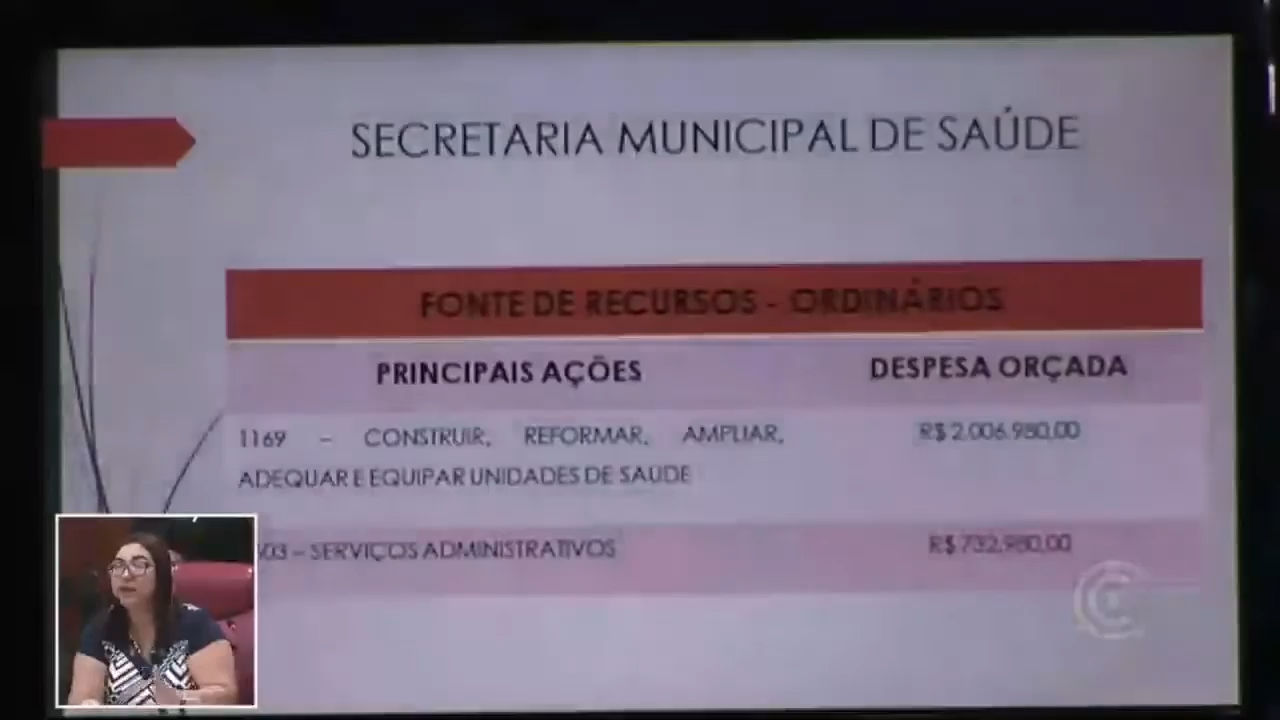 SECRETARIA MUNICIPAL DE SAÚDE
FONTE DE RECURSOS - ORDINÁRIOS
PRINCIPAIS AÇÕES DESPESA ORÇADA
1169 – CONSTRUIR, REFORMAR, AMPLIAR, R$ 2.006.980,00
ADEQUAR E EQUIPAR UNIDADES DE SAÚDE
– SERVIÇOS ADMINISTRATIVOS R$ 732.980,00